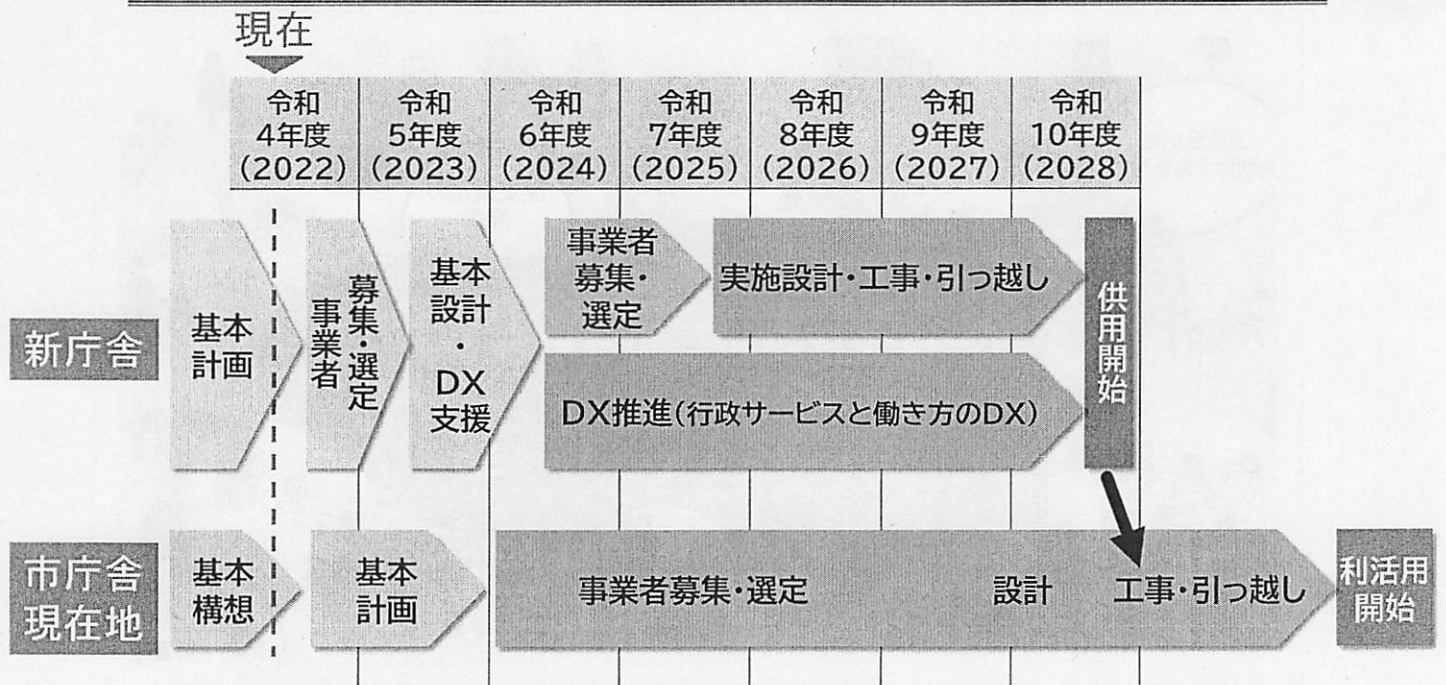 現在
令和
4年度
(2022)
令和
5年度
(2023)
令和
6年度
(2024)
令和
7年度
(2025)
令和
8年度
(2026)
令和
9年度
(2027)
令和
10年度
(2028)
新庁舎
基本
計画
事業者
募集・選定
基本
設計
・
DX
支援
事業者
募集・
選定
実施設計・工事・引っ越し
DX推進(行政サービスと働き方のDX)
供用開始
市庁舎
現在地
基本
構想
基本
計画
事業者募集・選定
設計
工事・引っ越し
利活用
開始